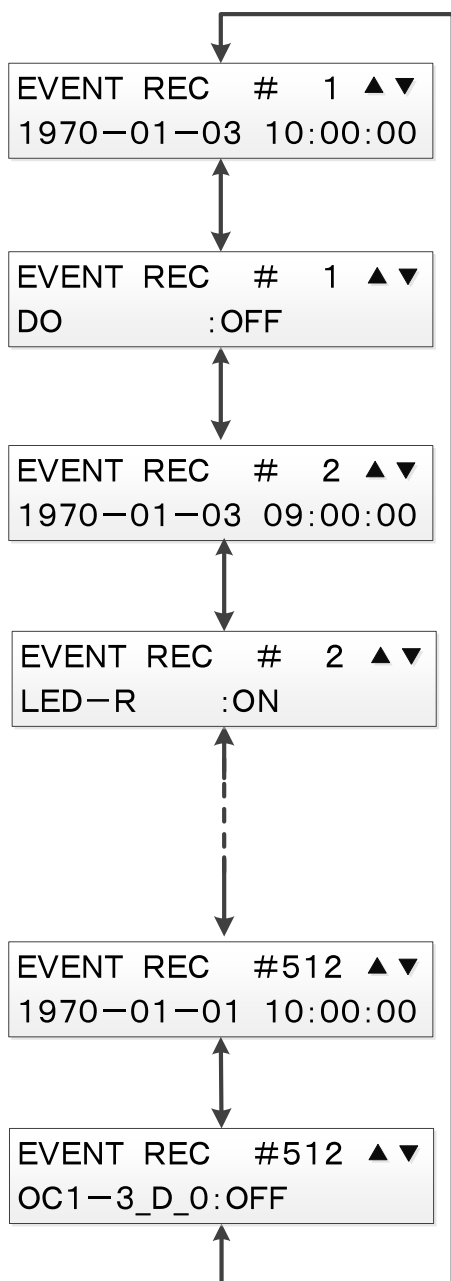 EVENT REC # 1 ▲ ▼
1970-01-03 10:00:00
EVENT REC # 1 ▲ ▼
DO :OFF
EVENT REC # 2 ▲ ▼
1970-01-03 09:00:00
EVENT REC # 2 ▲ ▼
LED-R :ON
EVENT REC #512 ▲ ▼
1970-01-01 10:00:00
EVENT REC #512 ▲ ▼
OC1-3_D_0:OFF